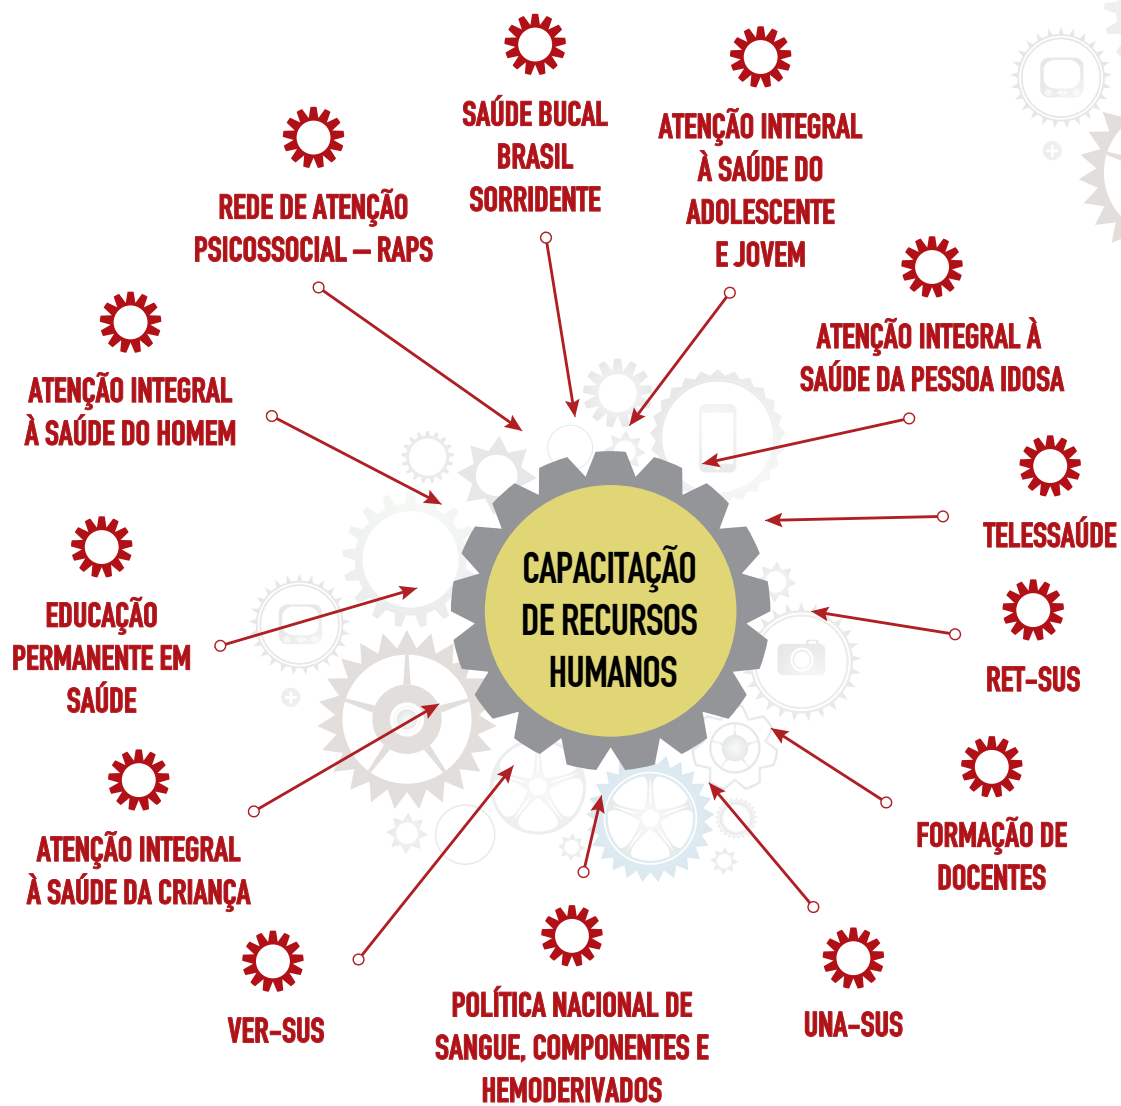 SAÚDE BUCAL
BRASIL
SORRIDENTE
ATENÇÃO INTEGRAL
À SAÚDE DO
ADOLESCENTE
E JOVEM
REDE DE ATENÇÃO
PSICOSSOCIAL – RAPS
ATENÇÃO INTEGRAL À
SAÚDE DA PESSOA IDOSA
ATENÇÃO INTEGRAL
À SAÚDE DO HOMEM
TELESSAÚDE
CAPACITAÇÃO
DE RECURSOS
HUMANOS
EDUCAÇÃO
PERMANENTE EM
SAÚDE
RET-SUS
FORMAÇÃO DE
DOCENTES
ATENÇÃO INTEGRAL
À SAÚDE DA CRIANÇA
VER-SUS
POLÍTICA NACIONAL DE
SANGUE, COMPONENTES E
HEMODERIVADOS
UNA-SUS